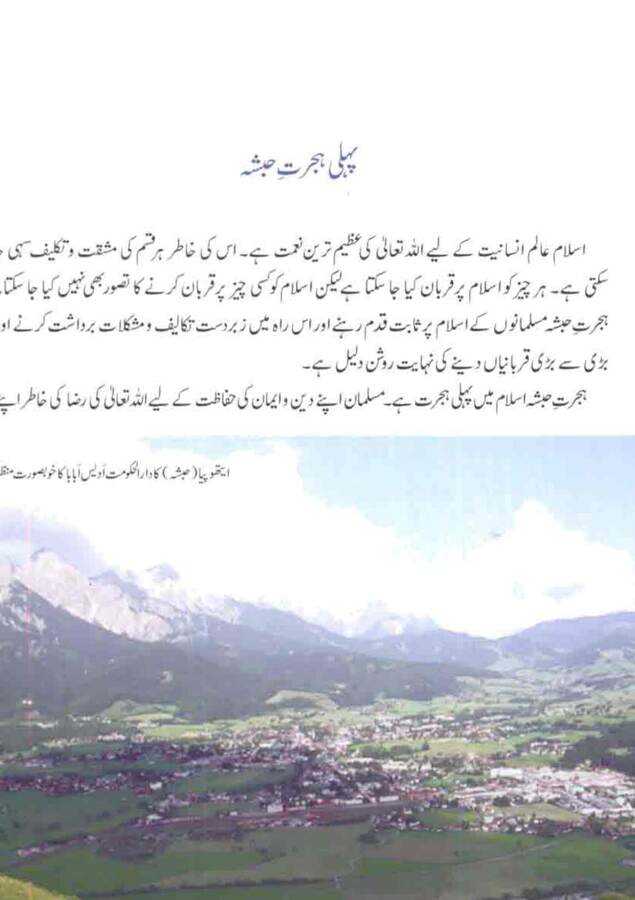 پہلی ہجرتِ حبشہ
اسلام عالم انسانیت کے لیے اللہ تعالیٰ کی عظیم ترین نعمت ہے۔ اس کی خاطر ہر قسم کی مشقت و تکلیف سہی
سکتی ہے۔ ہر چیز کو اسلام پر قربان کیا جا سکتا ہے لیکن اسلام کو کسی چیز پر قربان کرنے کا تصور بھی نہیں کیا جا سکتا۔
ہجرتِ حبشہ مسلمانوں کے اسلام پر ثابت قدم رہنے اور اس راہ میں زبردست تکالیف و مشکلات برداشت کرنے
بڑی سے بڑی قربانیاں دینے کی نہایت روشن دلیل ہے۔
ہجرتِ حبشہ اسلام میں پہلی ہجرت ہے۔ مسلمان اپنے دین و ایمان کی حفاظت کے لیے اللہ تعالیٰ کی رضا کی خاطر اپنے
ایتھوپیا (حبشہ) کا دارالحکومت اَدیس اَبابا کا خوبصورت